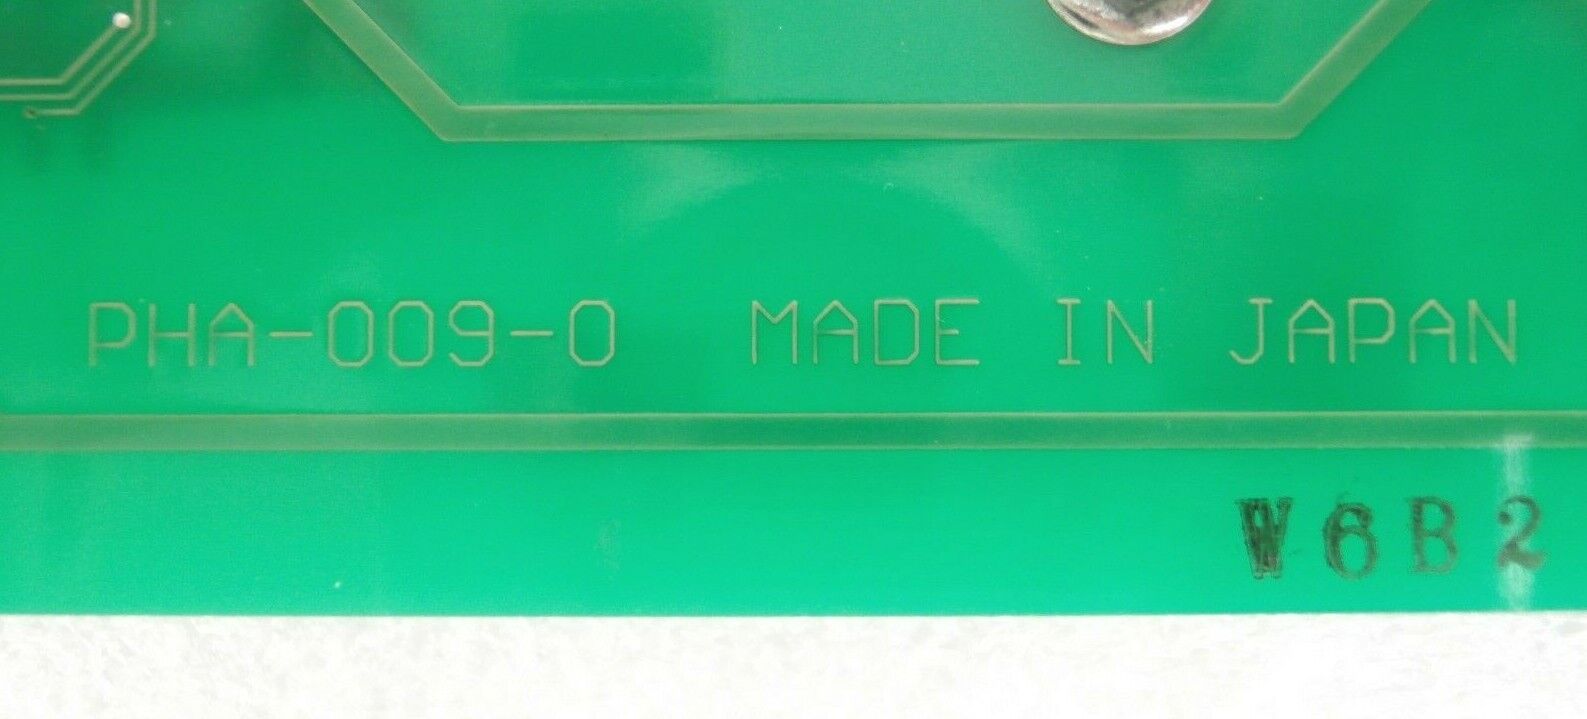 PHA-009-0 MADE IN JAPAN
W6B2